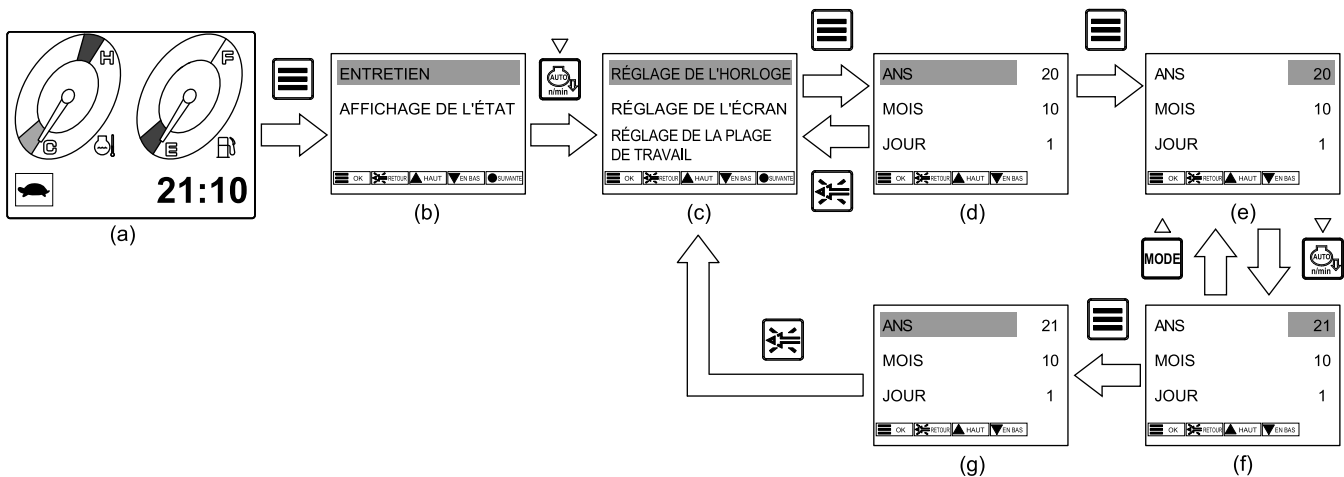 H
C
F
E
21:10
(a)
ENTRETIEN
AFFICHAGE DE L'ÉTAT
OK RETOUR HAUT EN BAS SUIVANTE
(b)
AUTO
n/min
RÉGLAGE DE L'HORLOGE
RÉGLAGE DE L'ÉCRAN
RÉGLAGE DE LA PLAGE
DE TRAVAIL
OK RETOUR HAUT EN BAS SUIVANTE
(c)
ANS 20
MOIS 10
JOUR 1
OK RETOUR HAUT EN BAS
(d)
ANS 20
MOIS 10
JOUR 1
OK RETOUR HAUT EN BAS
(e)
MODE
AUTO
n/min
ANS 21
MOIS 10
JOUR 1
OK RETOUR HAUT EN BAS
(f)
ANS 21
MOIS 10
JOUR 1
OK RETOUR HAUT EN BAS
(g)